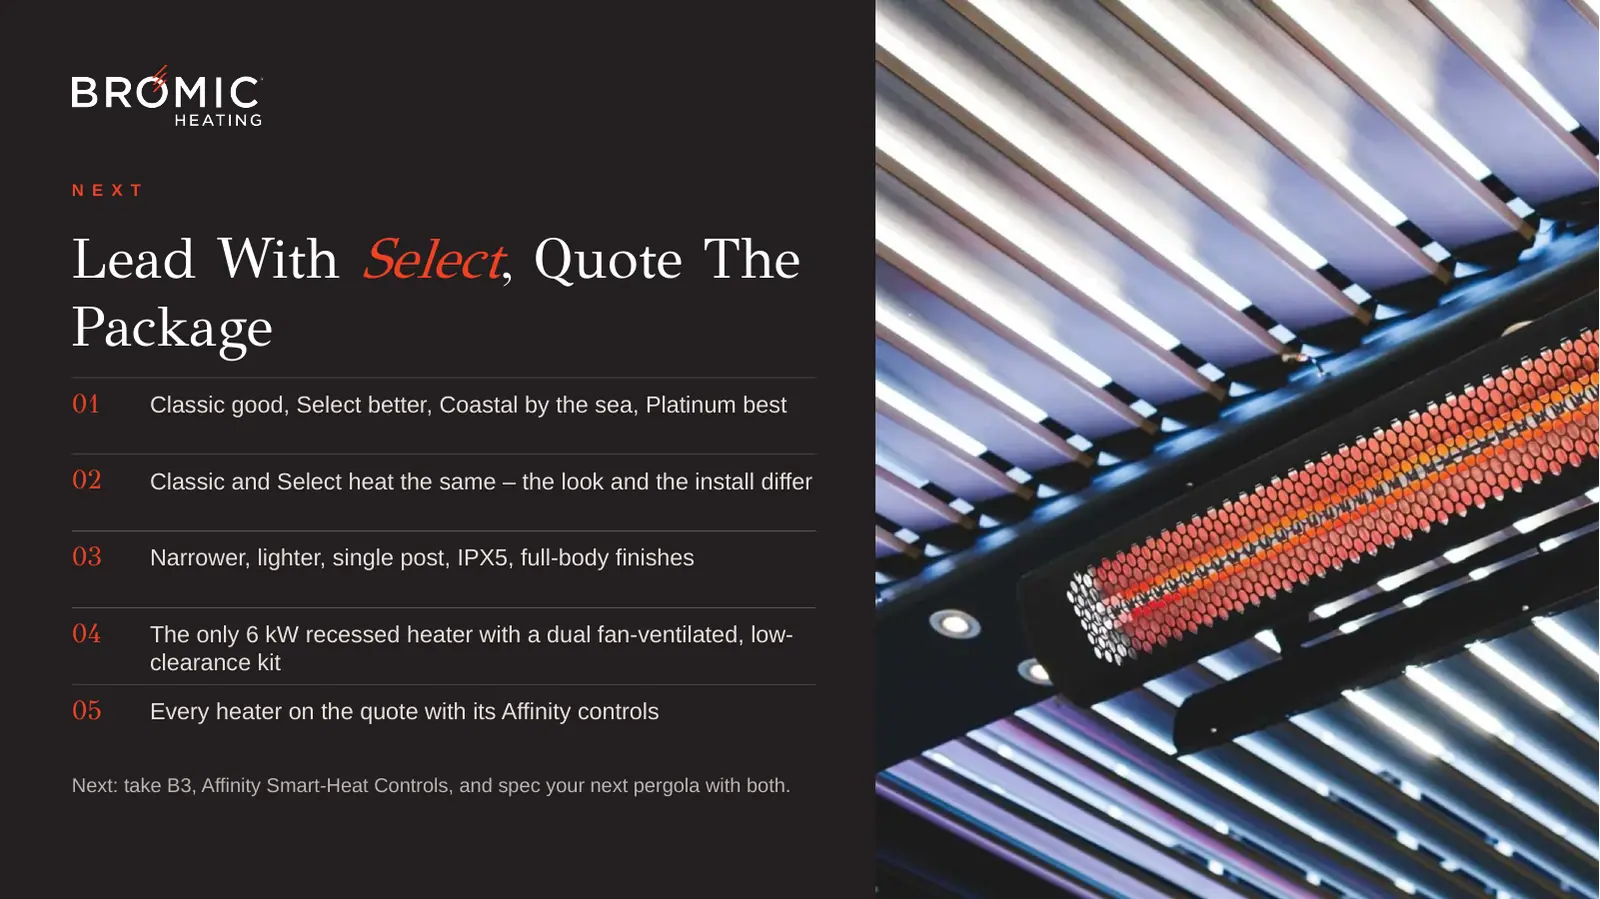 BROMIC
HEATING
NEXT
Lead With Select, Quote The
Package
01 Classic good, Select better, Coastal by the sea, Platinum best
02 Classic and Select heat the same – the look and the install differ
03 Narrower, lighter, single post, IPX5, full-body finishes
04 The only 6 kW recessed heater with a dual fan-ventilated, low-
clearance kit
05 Every heater on the quote with its Affinity controls
Next: take B3, Affinity Smart-Heat Controls, and spec your next pergola with both.